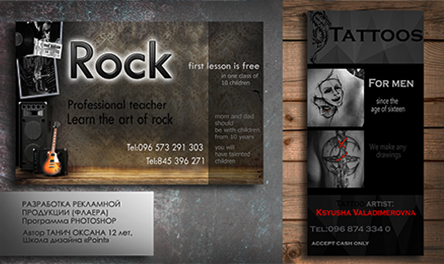 Rock
first lesson is free
in one class of
10 children
Professional teacher
Learn the art of rock
mom and dad
should
be with children
from 10 years
you will
have talented
children
Tel:096 573 291 303
Tel:845 396 271
РАЗРАБОТКА РЕКЛАМНОЙ
ПРОДУКЦИИ (ФЛАЕРА)
Программа PHOTOSHOP
Автор ТАНИЧ ОКСАНА 12 лет.
Школа дизайна «Point»
TATTOOS
FOR MEN
since the
age of sixteen
We make any
drawings
TATTOO ARTIST:
KSYUSHA VALADIMEROVNA
TEL:096 874 334 0
ACCEPT CASH ONLY